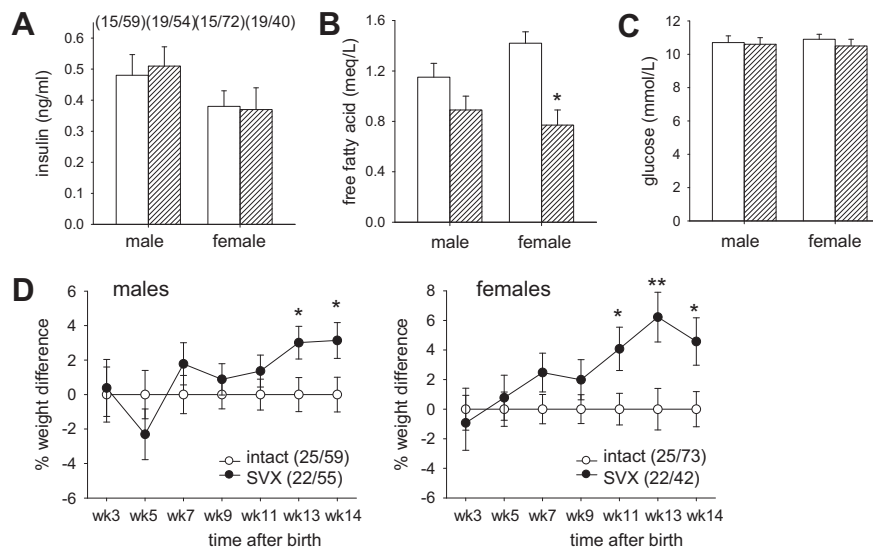 A
(15/59)(19/54)(15/72)(19/40)
insulin (ng/ml)
0.6
0.5
0.4
0.3
0.2
0.1
0.0
male
female
B
free fatty acid (meq/L)
1.6
1.2
0.8
0.4
0.0
*
male
female
C
glucose (mmol/L)
12
10
8
6
4
2
0
male
female
D
males
% weight difference
6
4
2
0
-2
-4
-6
*
*
intact (25/59)
SVX (22/55)
wk3
wk5
wk7
wk9
wk11
wk13
wk14
time after birth
females
% weight difference
8
6
4
2
0
-2
-4
-6
*
**
*
intact (25/73)
SVX (22/42)
wk3
wk5
wk7
wk9
wk11
wk13
wk14
time after birth